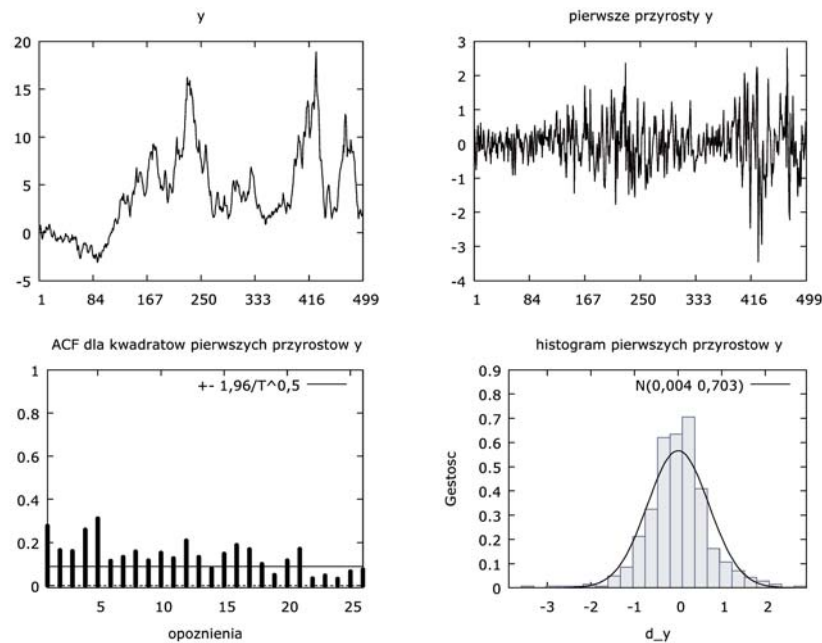 y
20
15
10
5
0
-5
1 84 167 250 333 416 499
pierwsze przyrosty y
3
2
1
0
-1
-2
-3
-4
1 84 167 250 333 416 499
ACF dla kwadratow pierwszych przyrostow y
+- 1,96/T^0,5
1
0.8
0.6
0.4
0.2
0
5 10 15 20 25
opoznienia
histogram pierwszych przyrostow y
N(0,004 0,703)
0.9
0.8
0.7
0.6
0.5
0.4
0.3
0.2
0.1
0
Gestosc
-3 -2 -1 0 1 2
d_y